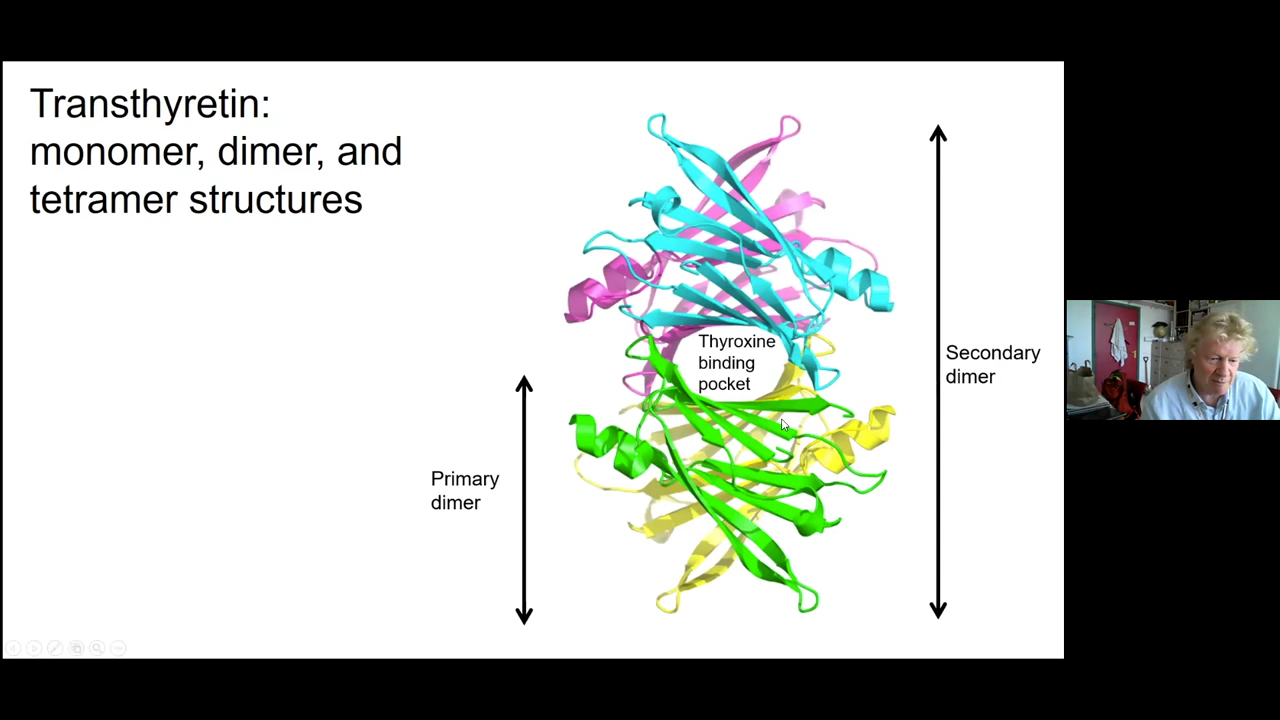 Transthyretin:
monomer, dimer, and
tetramer structures
Thyroxine
binding
pocket
Secondary
dimer
Primary
dimer